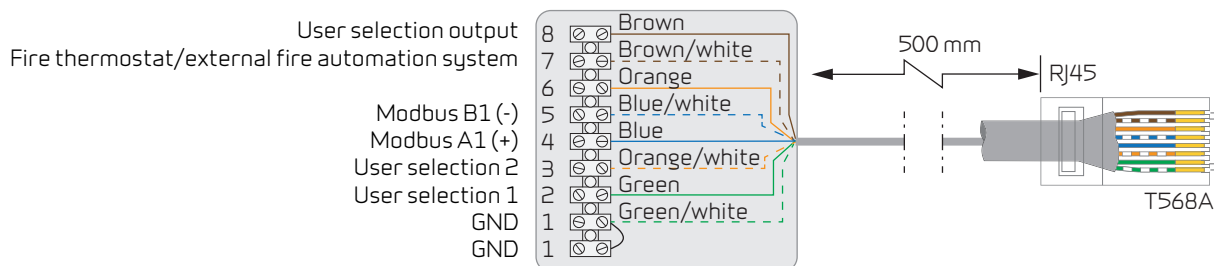 User selection output 8 Brown
Fire thermostat/external fire automation system 7 Brown/white
6 Orange
Modbus B1 (-) 5 Blue/white
Modbus A1 (+) 4 Blue
User selection 2 3 Orange/white
User selection 1 2 Green
GND 1 Green/white
GND 1
500 mm
RJ45
T568A